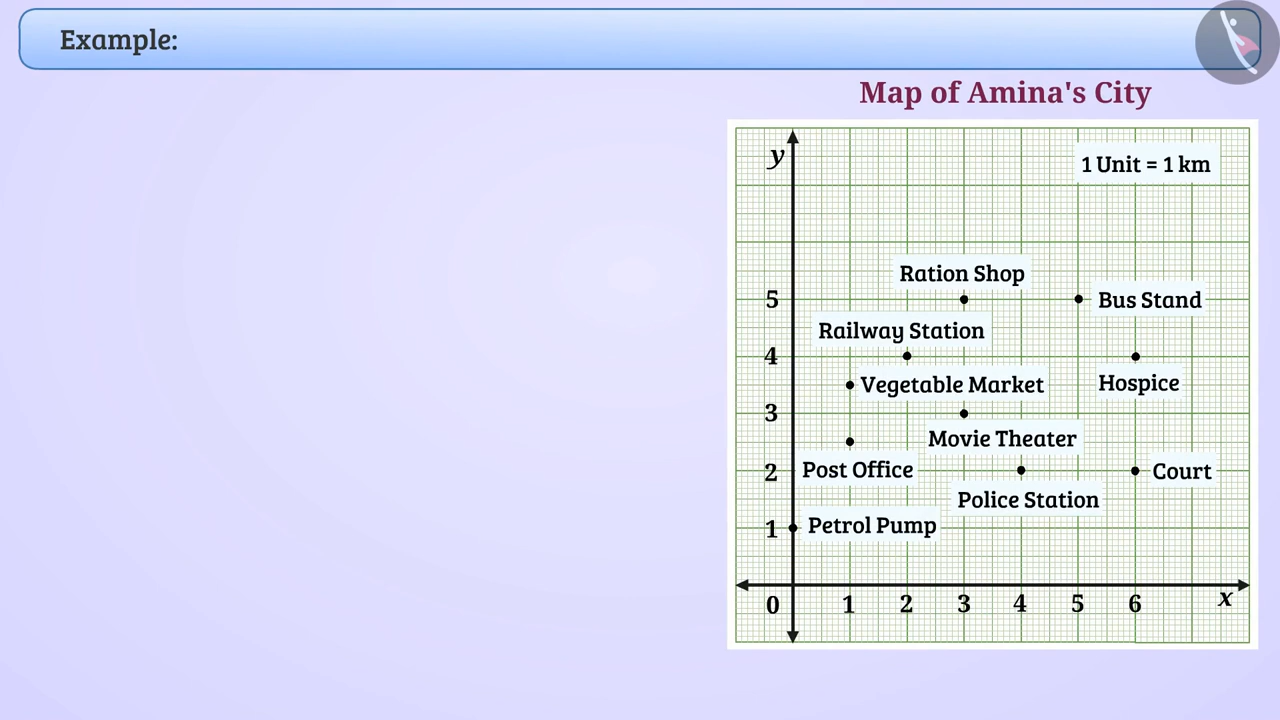 Example:
Map of Amina's City
y
1 Unit = 1 km
Ration Shop
5
Bus Stand
Railway Station
4
Vegetable Market
Hospice
3
Movie Theater
Post Office
2
Court
Police Station
1
Petrol Pump
0 1 2 3 4 5 6 x